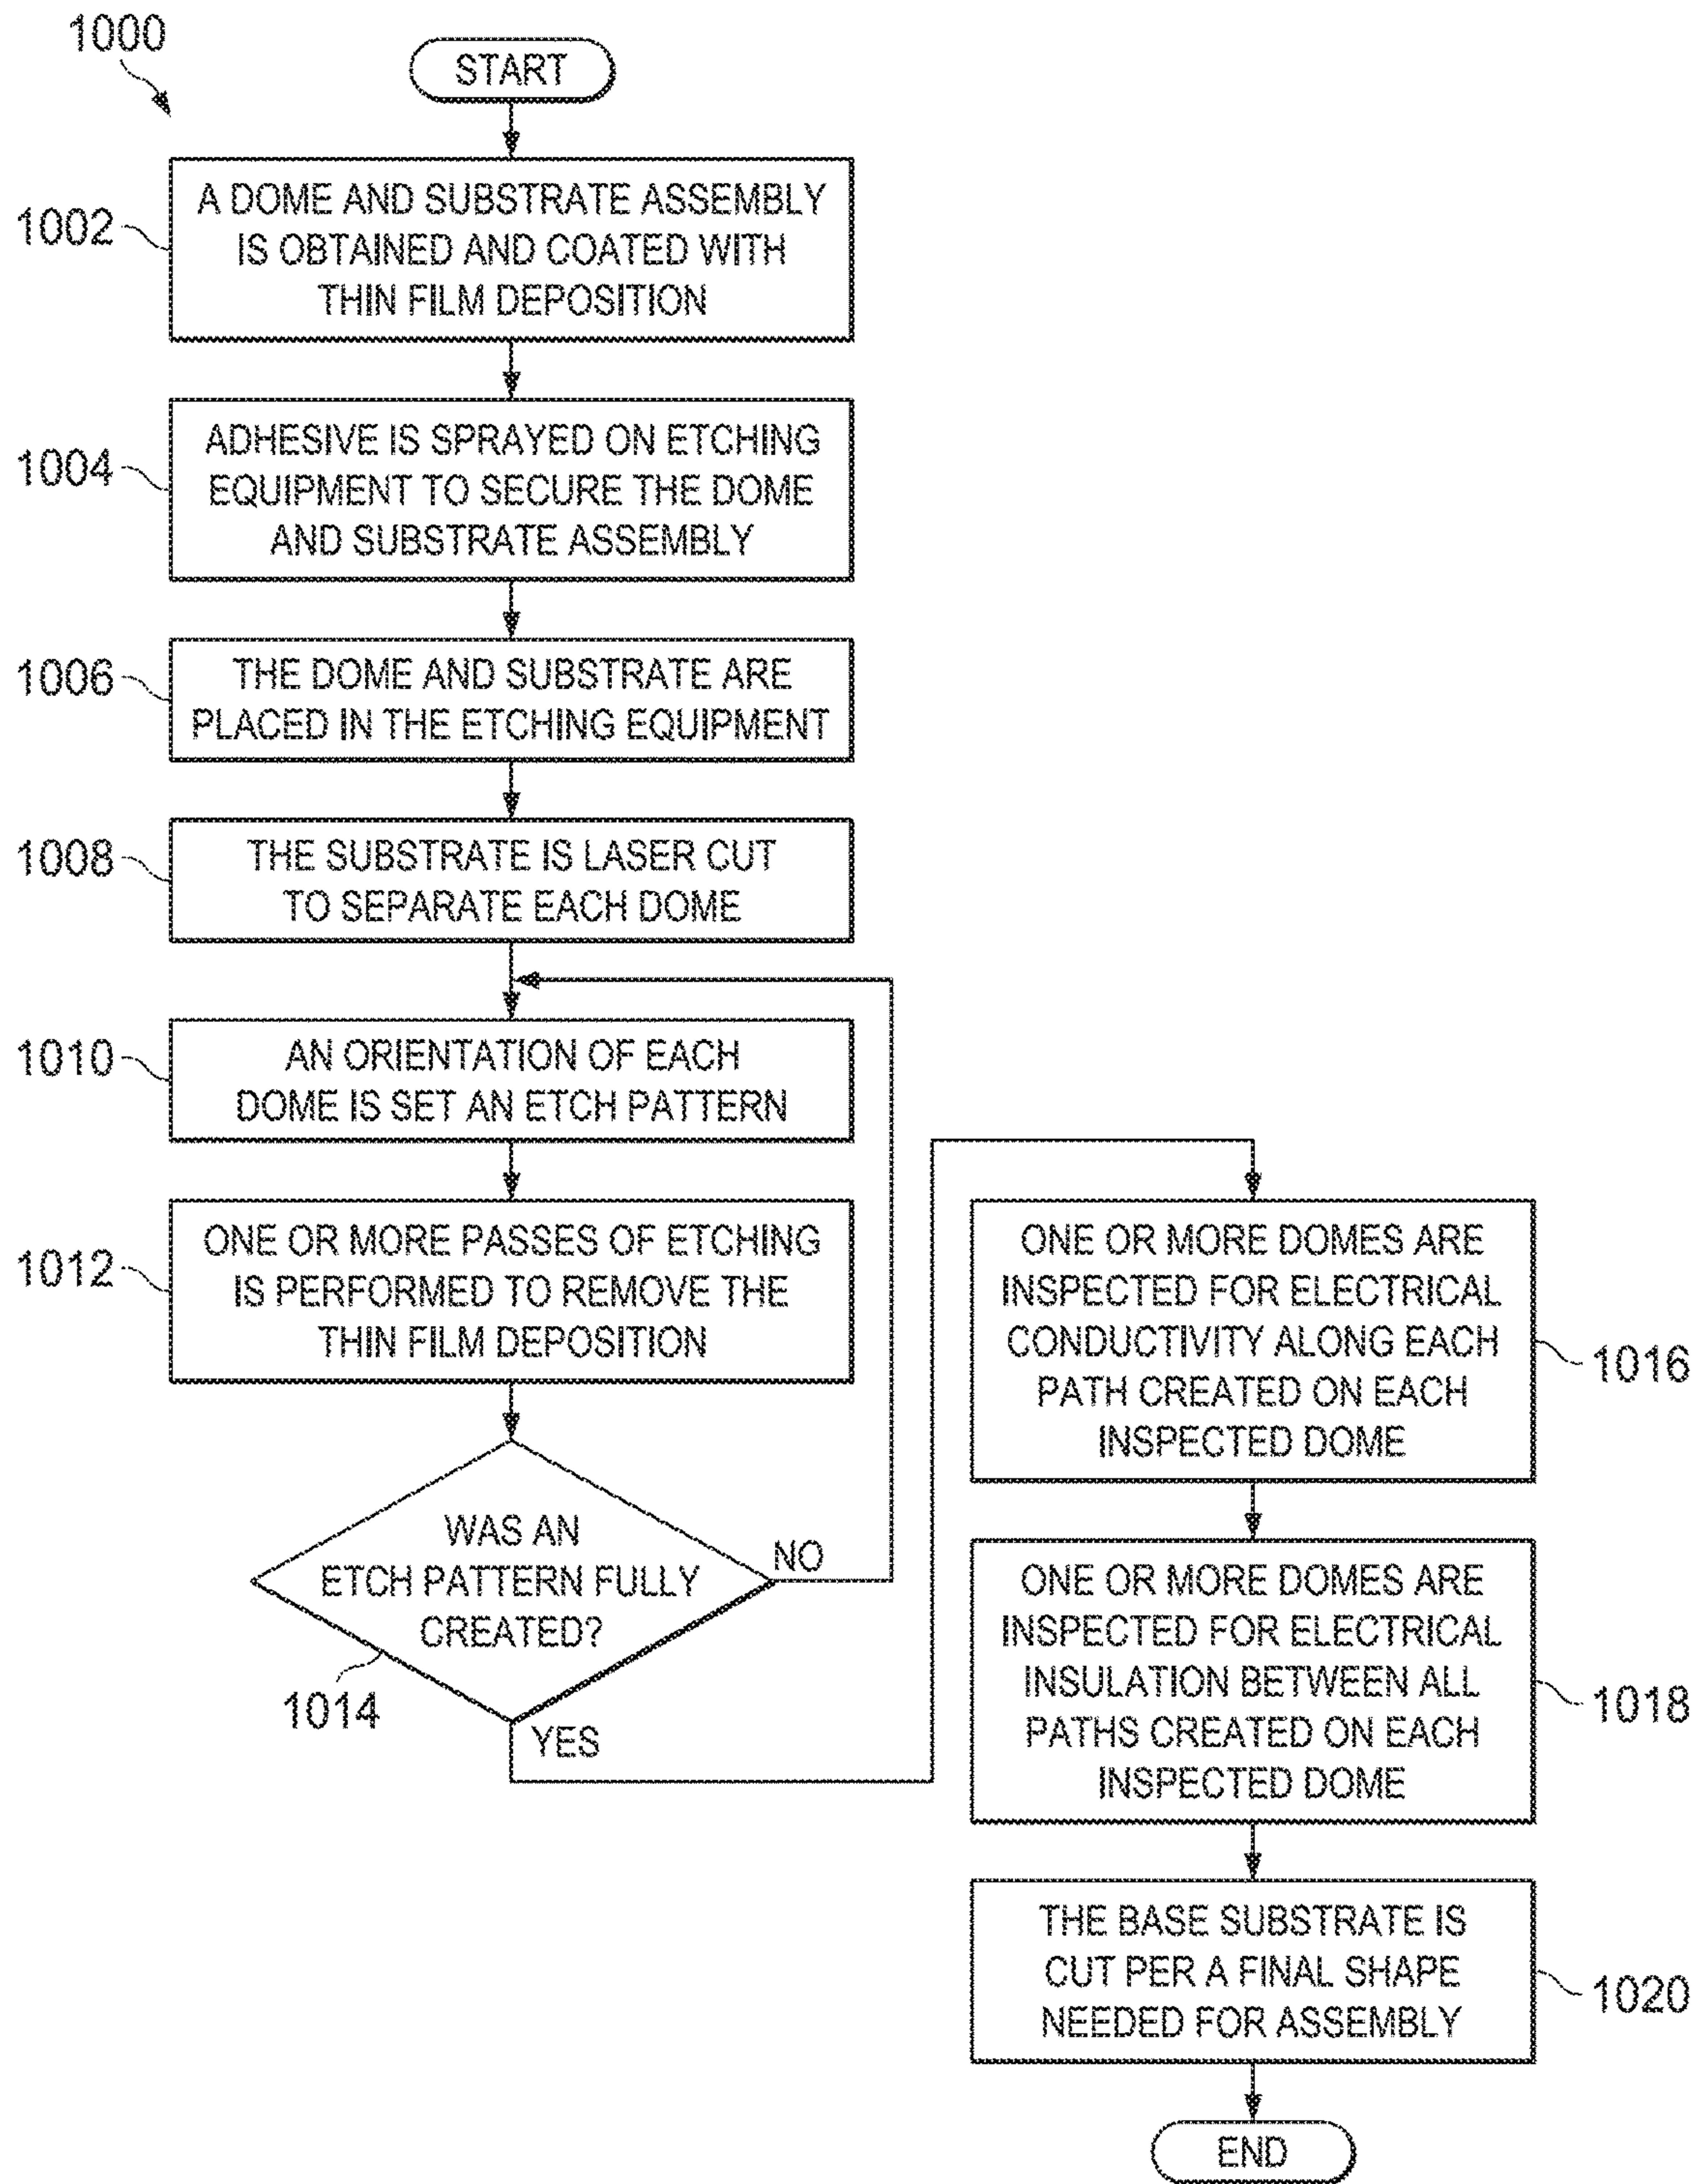 1000
START
1002
A DOME AND SUBSTRATE ASSEMBLY
IS OBTAINED AND COATED WITH
THIN FILM DEPOSITION
1004
ADHESIVE IS SPRAYED ON ETCHING
EQUIPMENT TO SECURE THE DOME
AND SUBSTRATE ASSEMBLY
1006
THE DOME AND SUBSTRATE ARE
PLACED IN THE ETCHING EQUIPMENT
1008
THE SUBSTRATE IS LASER CUT
TO SEPARATE EACH DOME
1010
AN ORIENTATION OF EACH
DOME IS SET AN ETCH PATTERN
1012
ONE OR MORE PASSES OF ETCHING
IS PERFORMED TO REMOVE THE
THIN FILM DEPOSITION
WAS AN
ETCH PATTERN FULLY
CREATED?
NO
1014
YES
ONE OR MORE DOMES ARE
INSPECTED FOR ELECTRICAL
CONDUCTIVITY ALONG EACH
PATH CREATED ON EACH
INSPECTED DOME
1016
ONE OR MORE DOMES ARE
INSPECTED FOR ELECTRICAL
INSULATION BETWEEN ALL
PATHS CREATED ON EACH
INSPECTED DOME
1018
THE BASE SUBSTRATE IS
CUT PER A FINAL SHAPE
NEEDED FOR ASSEMBLY
1020
END